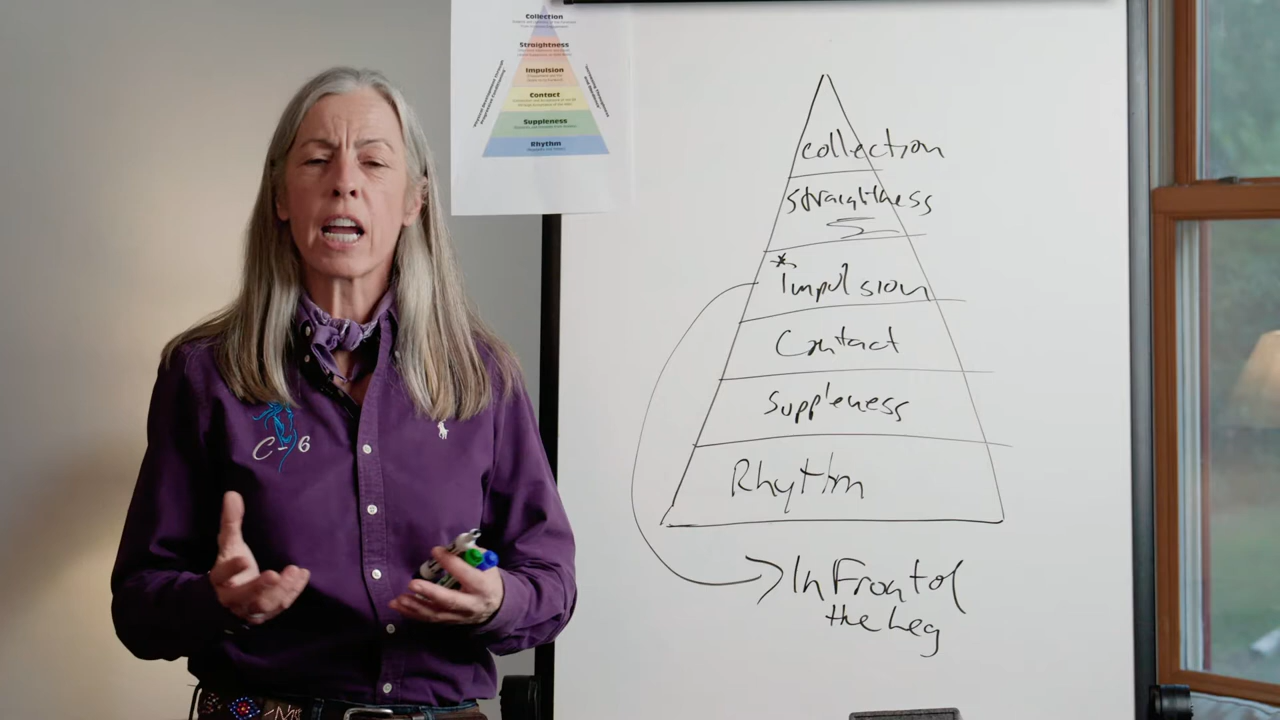 Collection
Straightness
Impulsion
Contact
Suppleness
Rhythm
collection
straightness
*
Impulsion
Contact
Suppleness
Rhythm
In Front of
the Leg
C-6